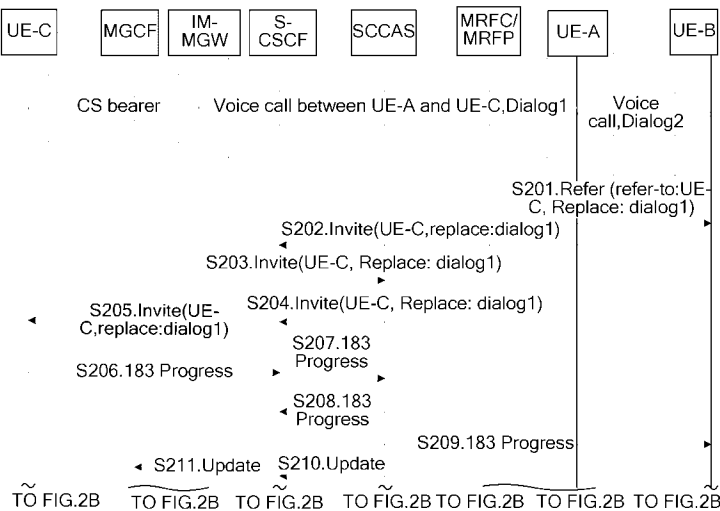 UE-C MGCF IM-MGW S-CSCF SCCAS MRFC/MRFP UE-A UE-B
CS bearer
Voice call between UE-A and UE-C,Dialog1
Voice
call,Dialog2
S201.Refer (refer-to:UE-
C, Replace: dialog1)
S202.Invite(UE-C,replace:dialog1)
S203.Invite(UE-C, Replace: dialog1)
S204.Invite(UE-C, Replace: dialog1)
S205.Invite(UE-
C,replace:dialog1)
S207.183
Progress
S206.183 Progress
S208.183
Progress
S209.183 Progress
S211.Update S210.Update
TO FIG.2B TO FIG.2B TO FIG.2B TO FIG.2B TO FIG.2B TO FIG.2B TO FIG.2B